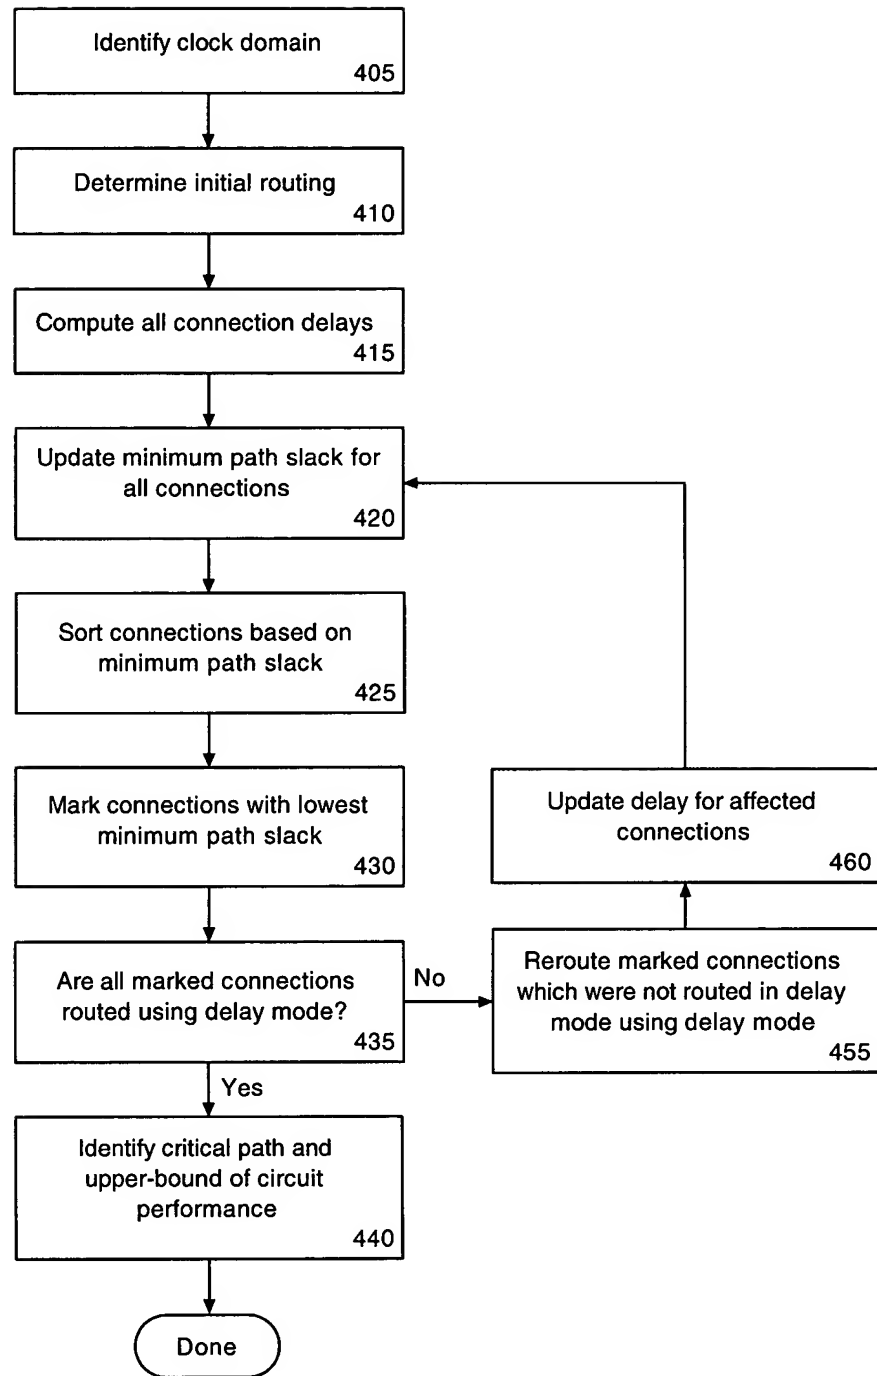 Identify clock domain
405
Determine initial routing
410
Compute all connection delays
415
Update minimum path slack for
all connections
420
Sort connections based on
minimum path slack
425
Mark connections with lowest
minimum path slack
430
Are all marked connections
routed using delay mode?
435
No
Reroute marked connections
which were not routed in delay
mode using delay mode
455
Update delay for affected
connections
460
Yes
Identify critical path and
upper-bound of circuit
performance
440
Done